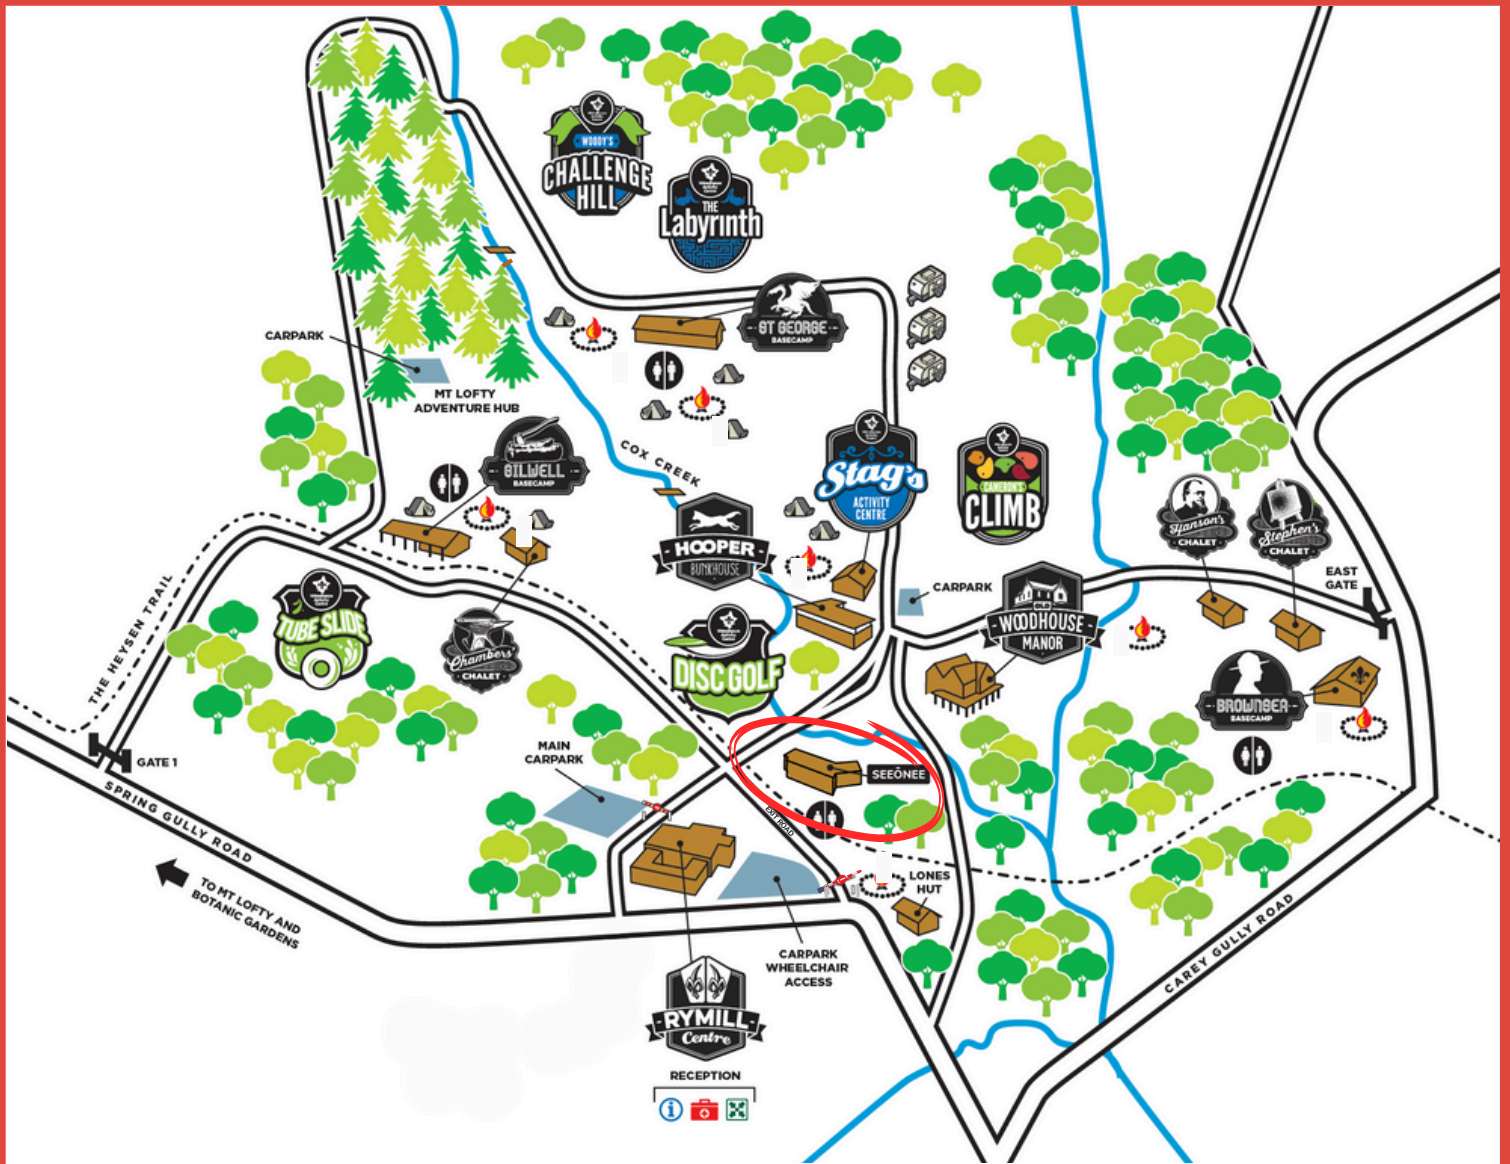 WOODY'S
CHALLENGE
HILL
THE
Labyrinth
ST GEORGE
BASECAMP
CARPARK
MT LOFTY
ADVENTURE HUB
GILWELL
BASECAMP
COX CREEK
Stag's
ACTIVITY
CENTRE
CAMERON'S
CLIMB
HOOPER
BUNKHOUSE
Hanson's
CHALET
Stephen's
CHALET
EAST
GATE
CARPARK
OLD
WOODHOUSE
MANOR
THE HEYSEN TRAIL
TUBE SLIDE
Chambers'
CHALET
DISC GOLF
BROWNSEA
BASECAMP
MAIN
CARPARK
GATE 1
SEEONEE
EXIT ROAD
SPRING GULLY ROAD
TO MT LOFTY AND
BOTANIC GARDENS
LONES
HUT
CARPARK
WHEELCHAIR
ACCESS
CAREY GULLY ROAD
RYMILL
Centre
RECEPTION